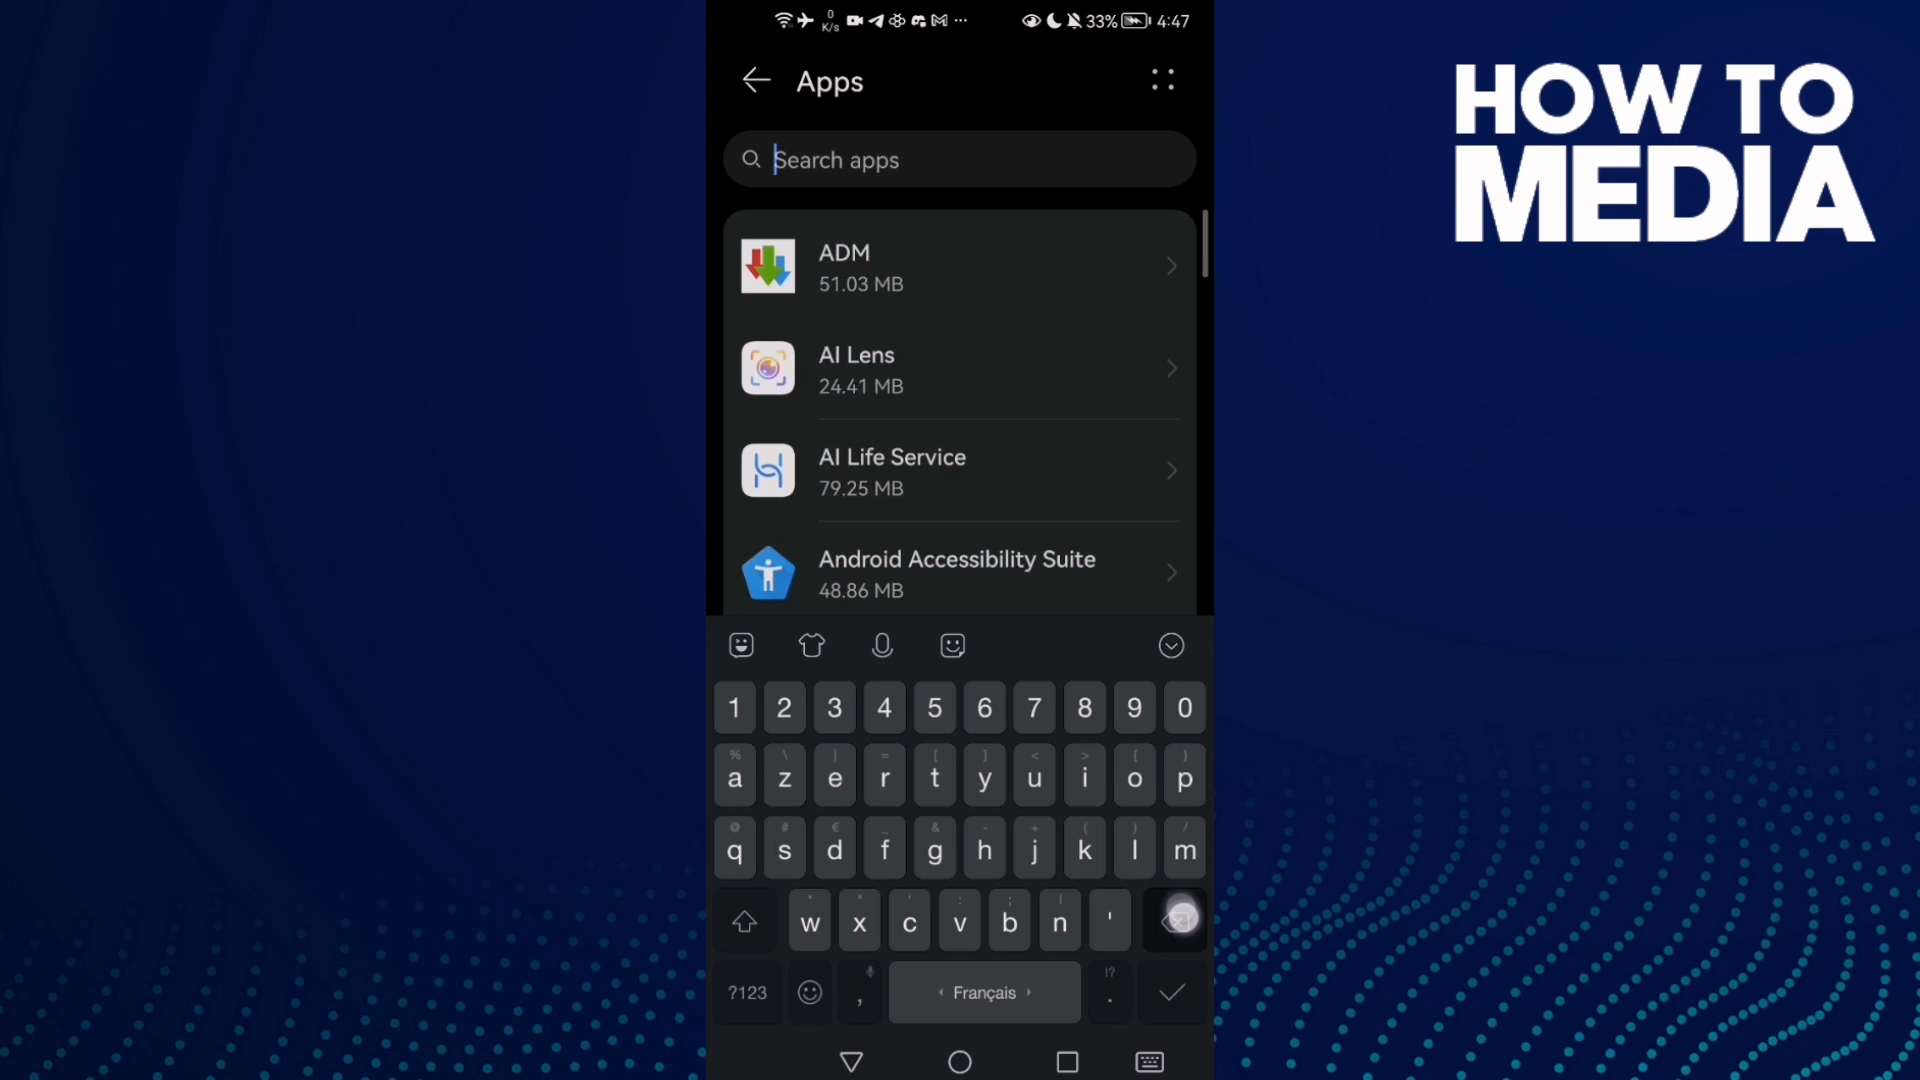 0
K/s
33%
4:47
HOW TO
MEDIA
Apps
Search apps
ADM
51.03 MB
AI Lens
24.41 MB
AI Life Service
79.25 MB
Android Accessibility Suite
48.86 MB
1 2 3 4 5 6 7 8 9 0
% \ | = [ ] < > { }
a z e r t y u i o p
@ # € _ & - + ( ) /
q s d f g h j k l m
w x c v b n '
?123 , Français !? .